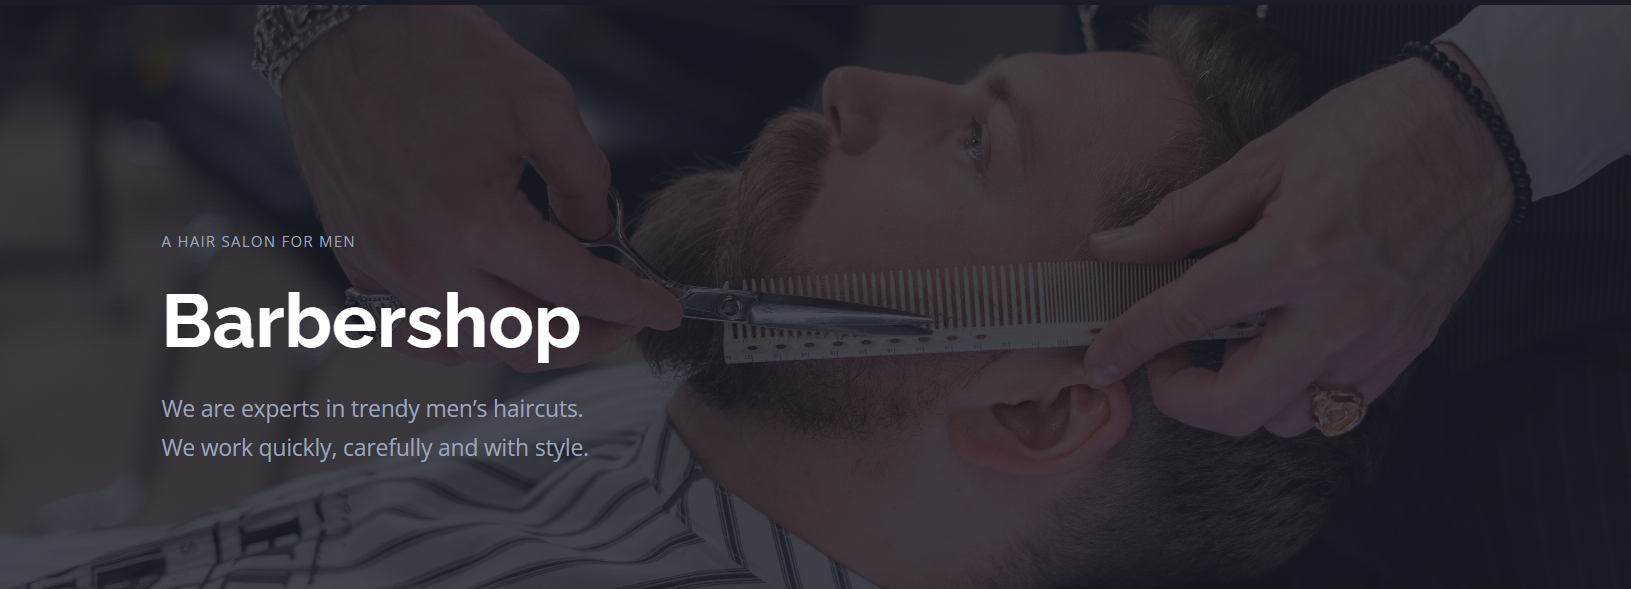 A HAIR SALON FOR MEN
Barbershop
We are experts in trendy men’s haircuts.
We work quickly, carefully and with style.